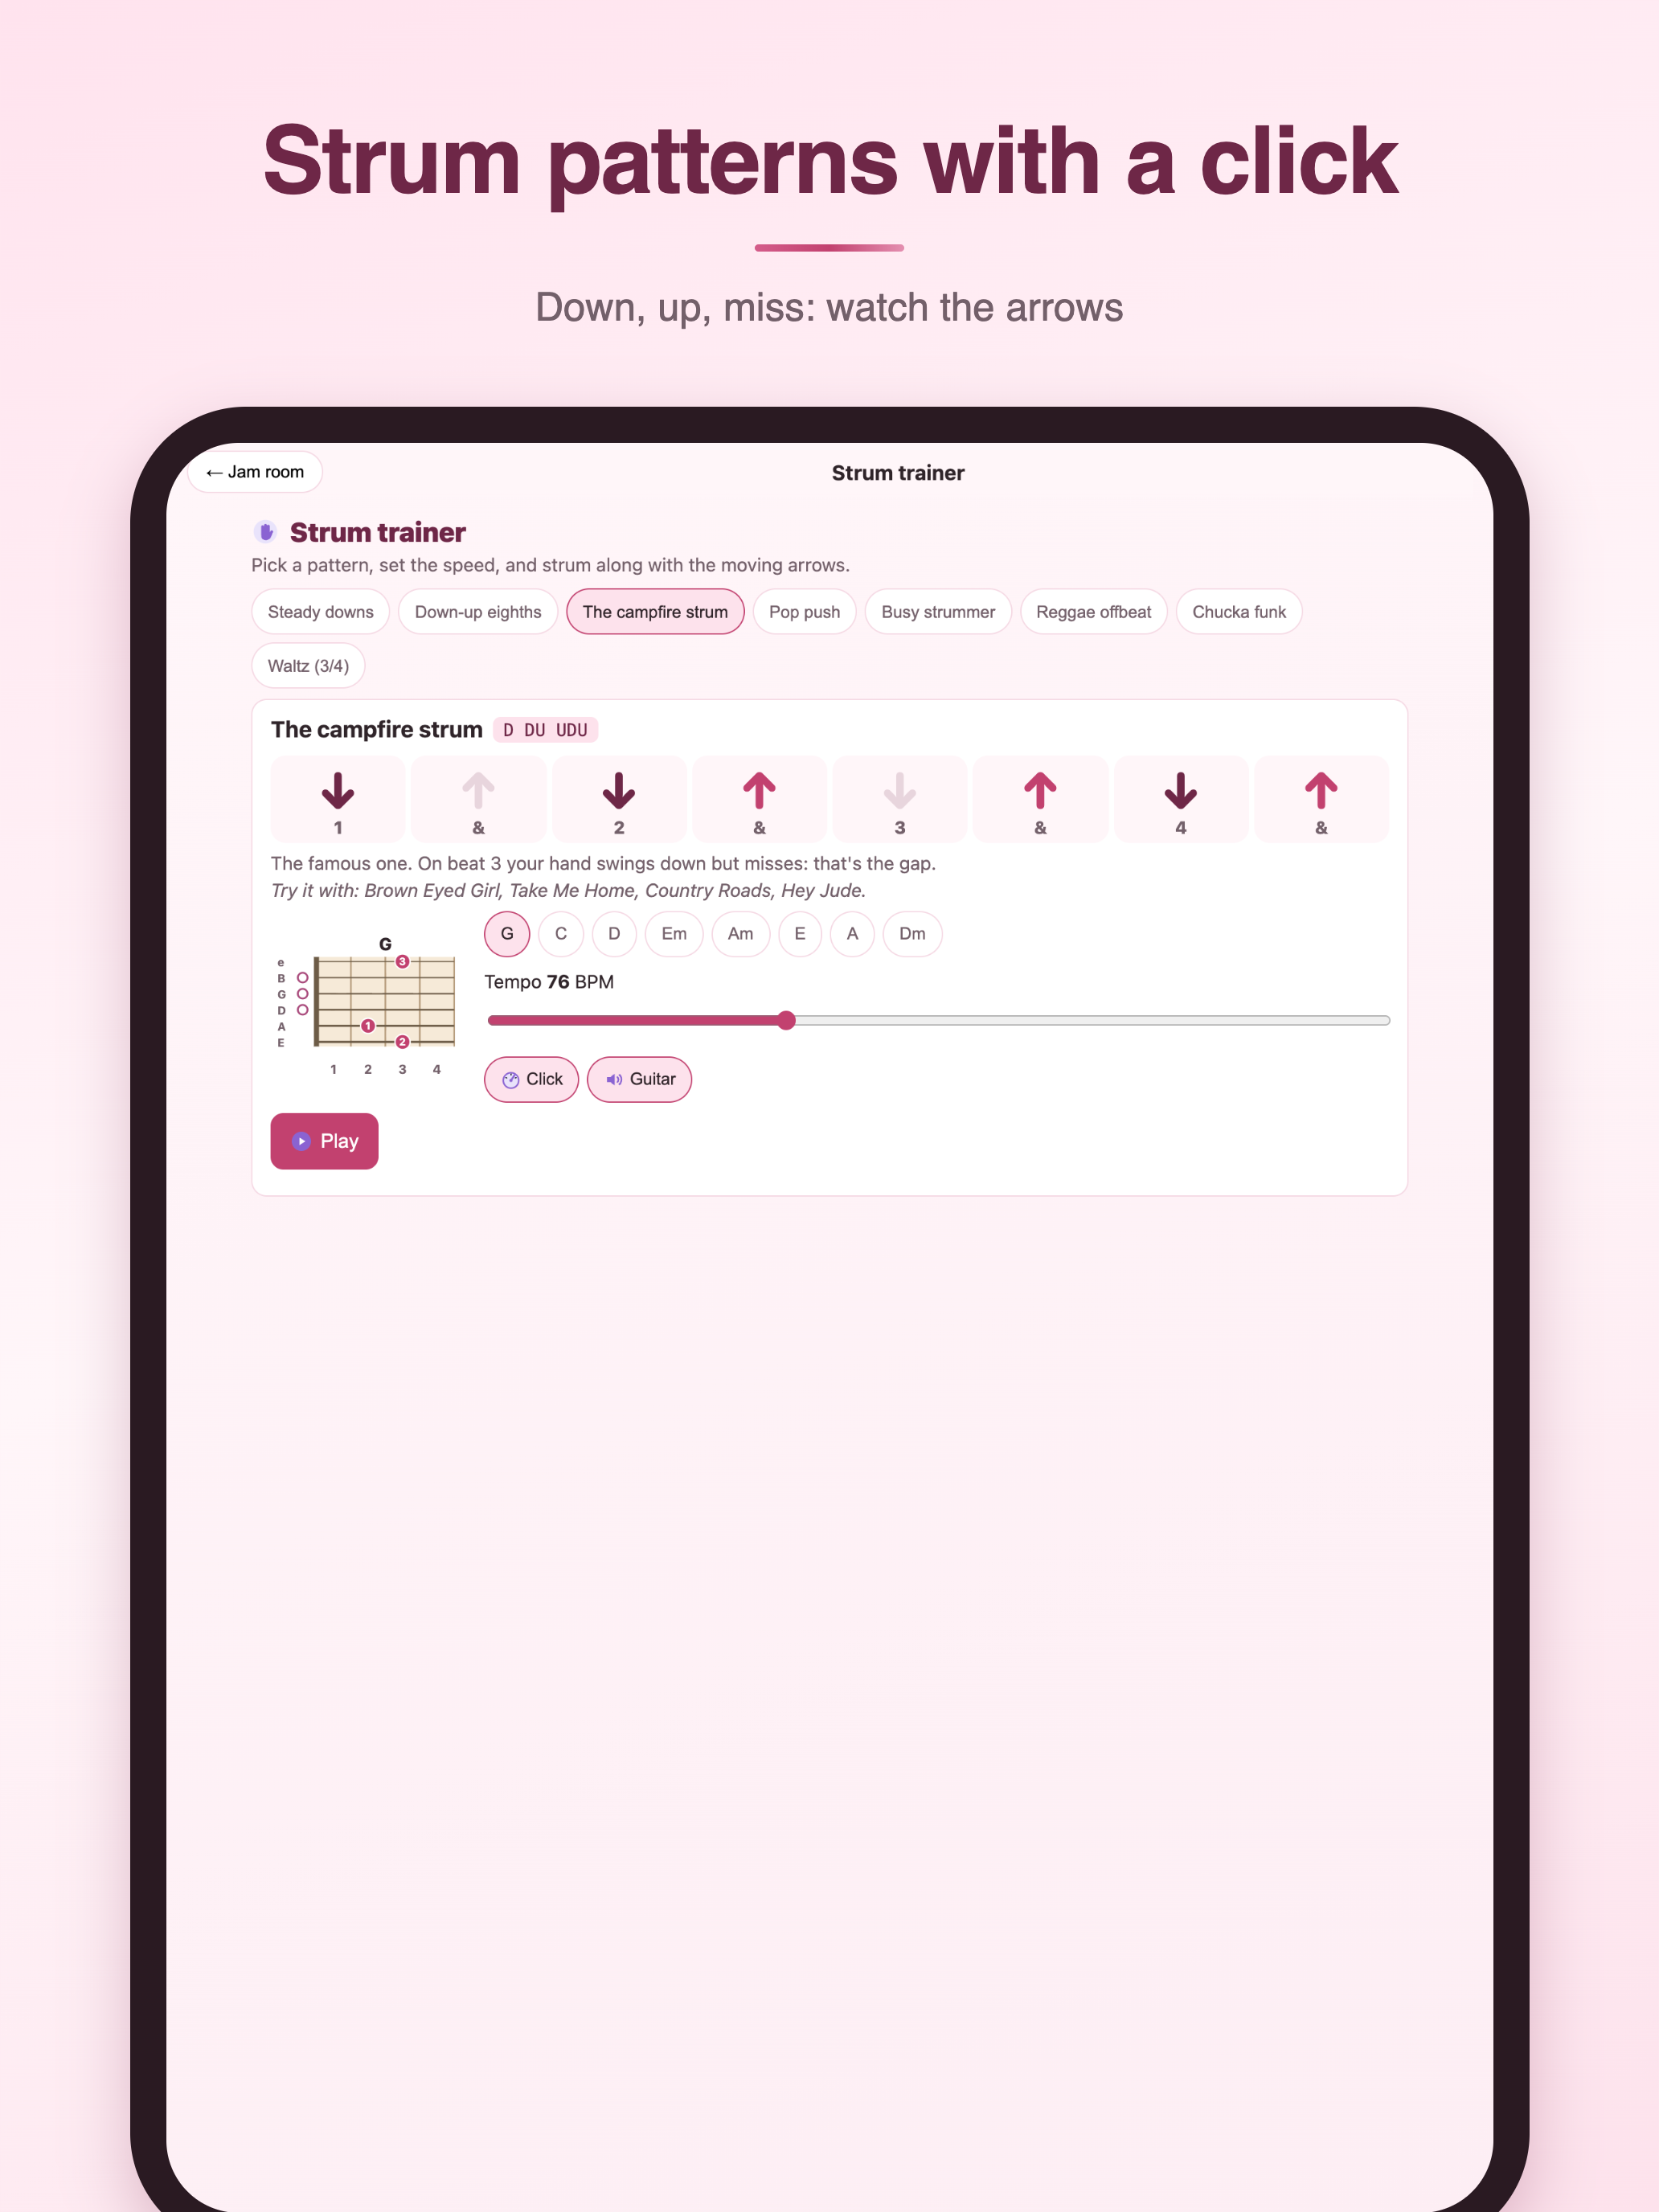 Strum patterns with a click
Down, up, miss: watch the arrows
← Jam room
Strum trainer
Strum trainer
Pick a pattern, set the speed, and strum along with the moving arrows.
Steady downs Down-up eighths The campfire strum Pop push Busy strummer Reggae offbeat Chucka funk
Waltz (3/4)
The campfire strum D DU UDU
1 & 2 & 3 & 4 &
The famous one. On beat 3 your hand swings down but misses: that's the gap.
Try it with: Brown Eyed Girl, Take Me Home, Country Roads, Hey Jude.
G C D Em Am E A Dm
G
e 3
B
G
D
A 1
E 2
1 2 3 4
Tempo 76 BPM
Click Guitar
Play